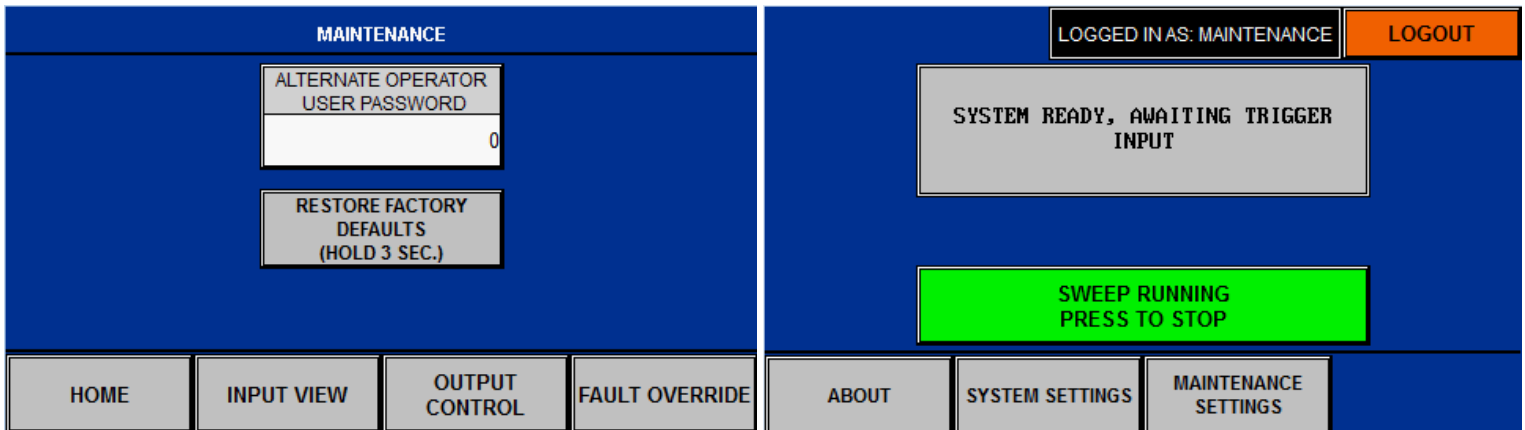 MAINTENANCE
ALTERNATE OPERATOR
USER PASSWORD
0
RESTORE FACTORY
DEFAULTS
(HOLD 3 SEC.)
HOME
INPUT VIEW
OUTPUT
CONTROL
FAULT OVERRIDE
LOGGED IN AS: MAINTENANCE
LOGOUT
SYSTEM READY, AWAITING TRIGGER
INPUT
SWEEP RUNNING
PRESS TO STOP
ABOUT
SYSTEM SETTINGS
MAINTENANCE
SETTINGS